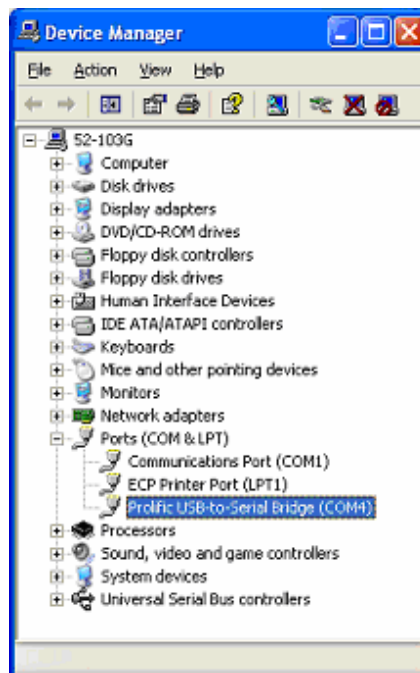 Device Manager
File Action View Help
52-103G
Computer
Disk drives
Display adapters
DVD/CD-ROM drives
Floppy disk controllers
Floppy disk drives
Human Interface Devices
IDE ATA/ATAPI controllers
Keyboards
Mice and other pointing devices
Monitors
Network adapters
Ports (COM & LPT)
Communications Port (COM1)
ECP Printer Port (LPT1)
Prolific USB-to-Serial Bridge (COM4)
Processors
Sound, video and game controllers
System devices
Universal Serial Bus controllers